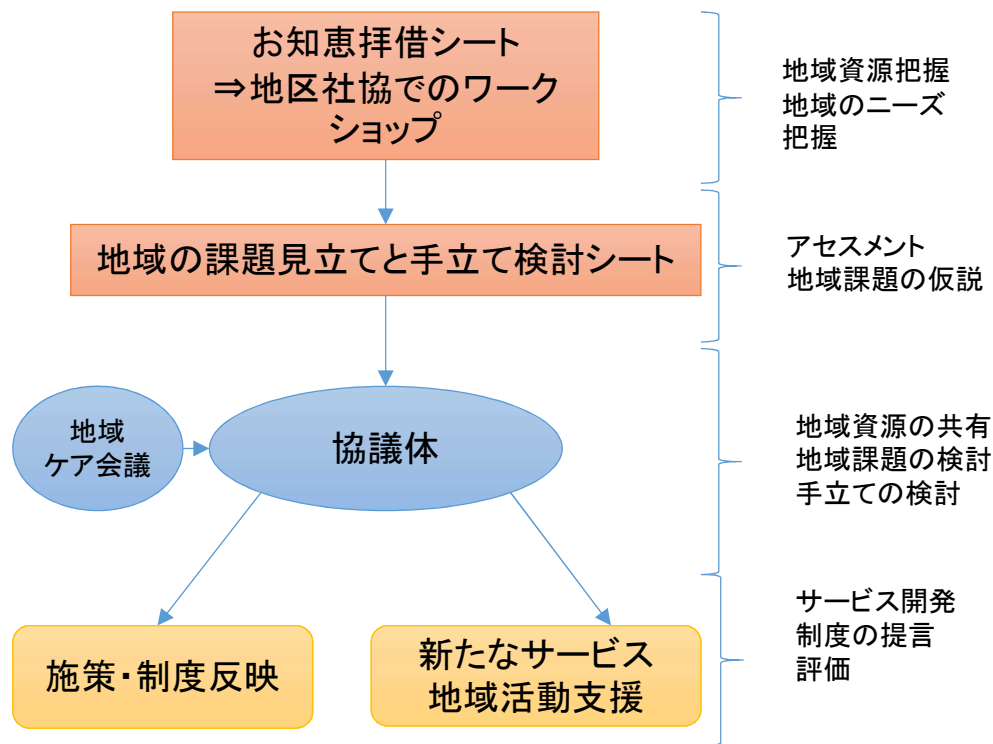 お知恵拝借シート
⇒地区社協でのワーク
ショップ
地域資源把握
地域のニーズ
把握
地域の課題見立てと手立て検討シート
アセスメント
地域課題の仮説
地域
ケア会議
協議体
地域資源の共有
地域課題の検討
手立ての検討
施策・制度反映
新たなサービス
地域活動支援
サービス開発
制度の提言
評価